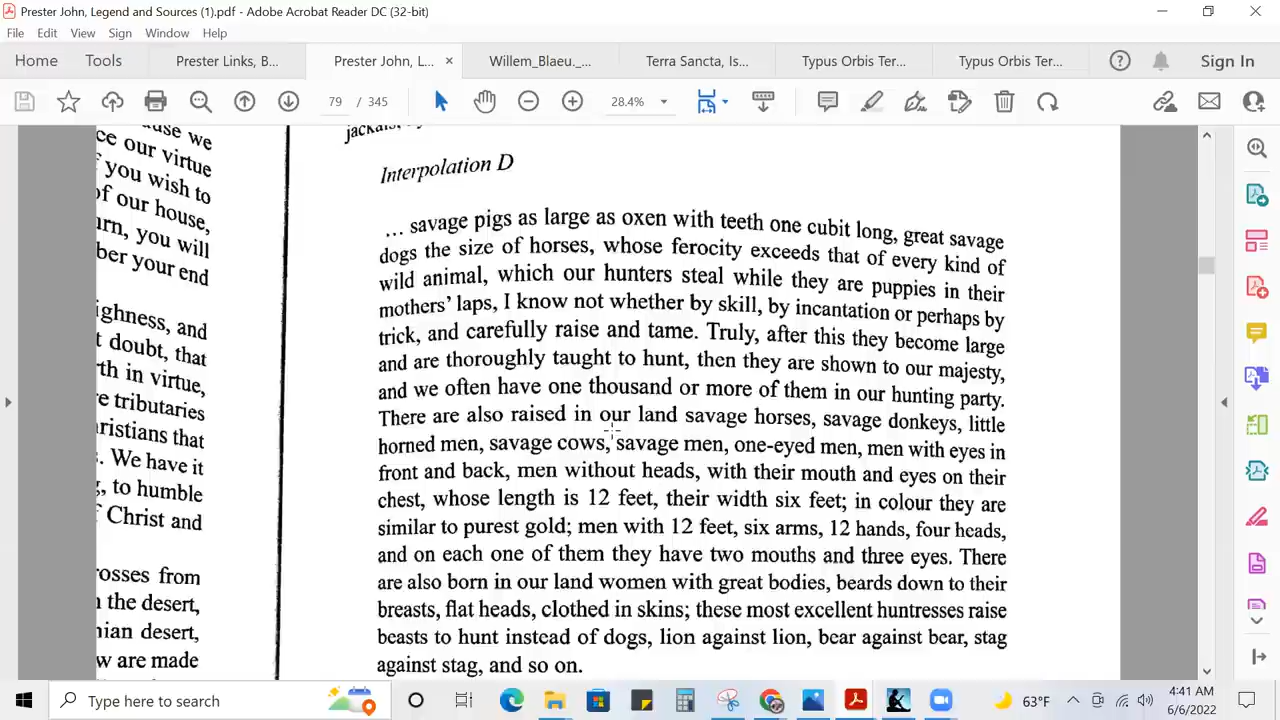 Prester John, Legend and Sources (1).pdf - Adobe Acrobat Reader DC (32-bit)
File Edit View Sign Window Help
Home Tools Prester Links, B... Prester John, L... × Willem_Blaeu._... Terra Sancta, Is... Typus Orbis Ter... Typus Orbis Ter... Sign In
79 / 345 28.4%
ce our virtue
you wish to
of our house,
urn, you will
ber your end
ighness, and
t doubt, that
rth in virtue,
re tributaries
ristians that
. We have it
, to humble
Christ and
rosses from
the desert,
nian desert,
w are made
Interpolation D
... savage pigs as large as oxen with teeth one cubit long, great savage
dogs the size of horses, whose ferocity exceeds that of every kind of
wild animal, which our hunters steal while they are puppies in their
mothers' laps, I know not whether by skill, by incantation or perhaps by
trick, and carefully raise and tame. Truly, after this they become large
and are thoroughly taught to hunt, then they are shown to our majesty,
and we often have one thousand or more of them in our hunting party.
There are also raised in our land savage horses, savage donkeys, little
horned men, savage cows, savage men, one-eyed men, men with eyes in
front and back, men without heads, with their mouth and eyes on their
chest, whose length is 12 feet, their width six feet; in colour they are
similar to purest gold; men with 12 feet, six arms, 12 hands, four heads,
and on each one of them they have two mouths and three eyes. There
are also born in our land women with great bodies, beards down to their
breasts, flat heads, clothed in skins; these most excellent huntresses raise
beasts to hunt instead of dogs, lion against lion, bear against bear, stag
against stag, and so on.
Type here to search
63°F
4:41 AM
6/6/2022